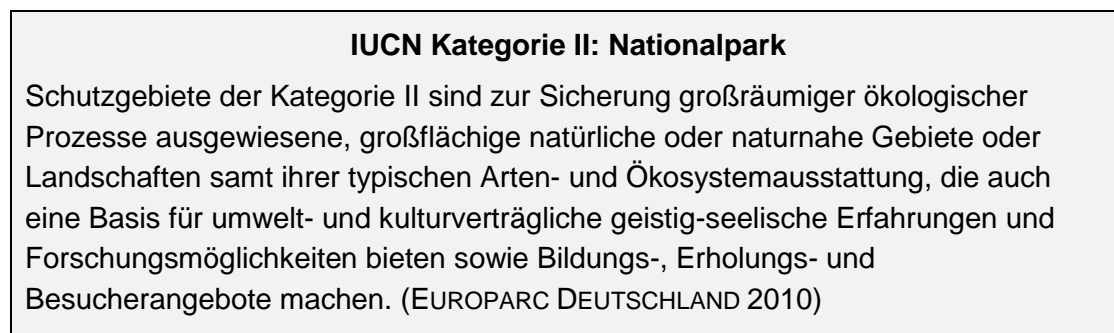 IUCN Kategorie II: Nationalpark
Schutzgebiete der Kategorie II sind zur Sicherung großräumiger ökologischer
Prozesse ausgewiesene, großflächige natürliche oder naturnahe Gebiete oder
Landschaften samt ihrer typischen Arten- und Ökosystemausstattung, die auch
eine Basis für umwelt- und kulturverträgliche geistig-seelische Erfahrungen und
Forschungsmöglichkeiten bieten sowie Bildungs-, Erholungs- und
Besucherangebote machen. (EUROPARC DEUTSCHLAND 2010)